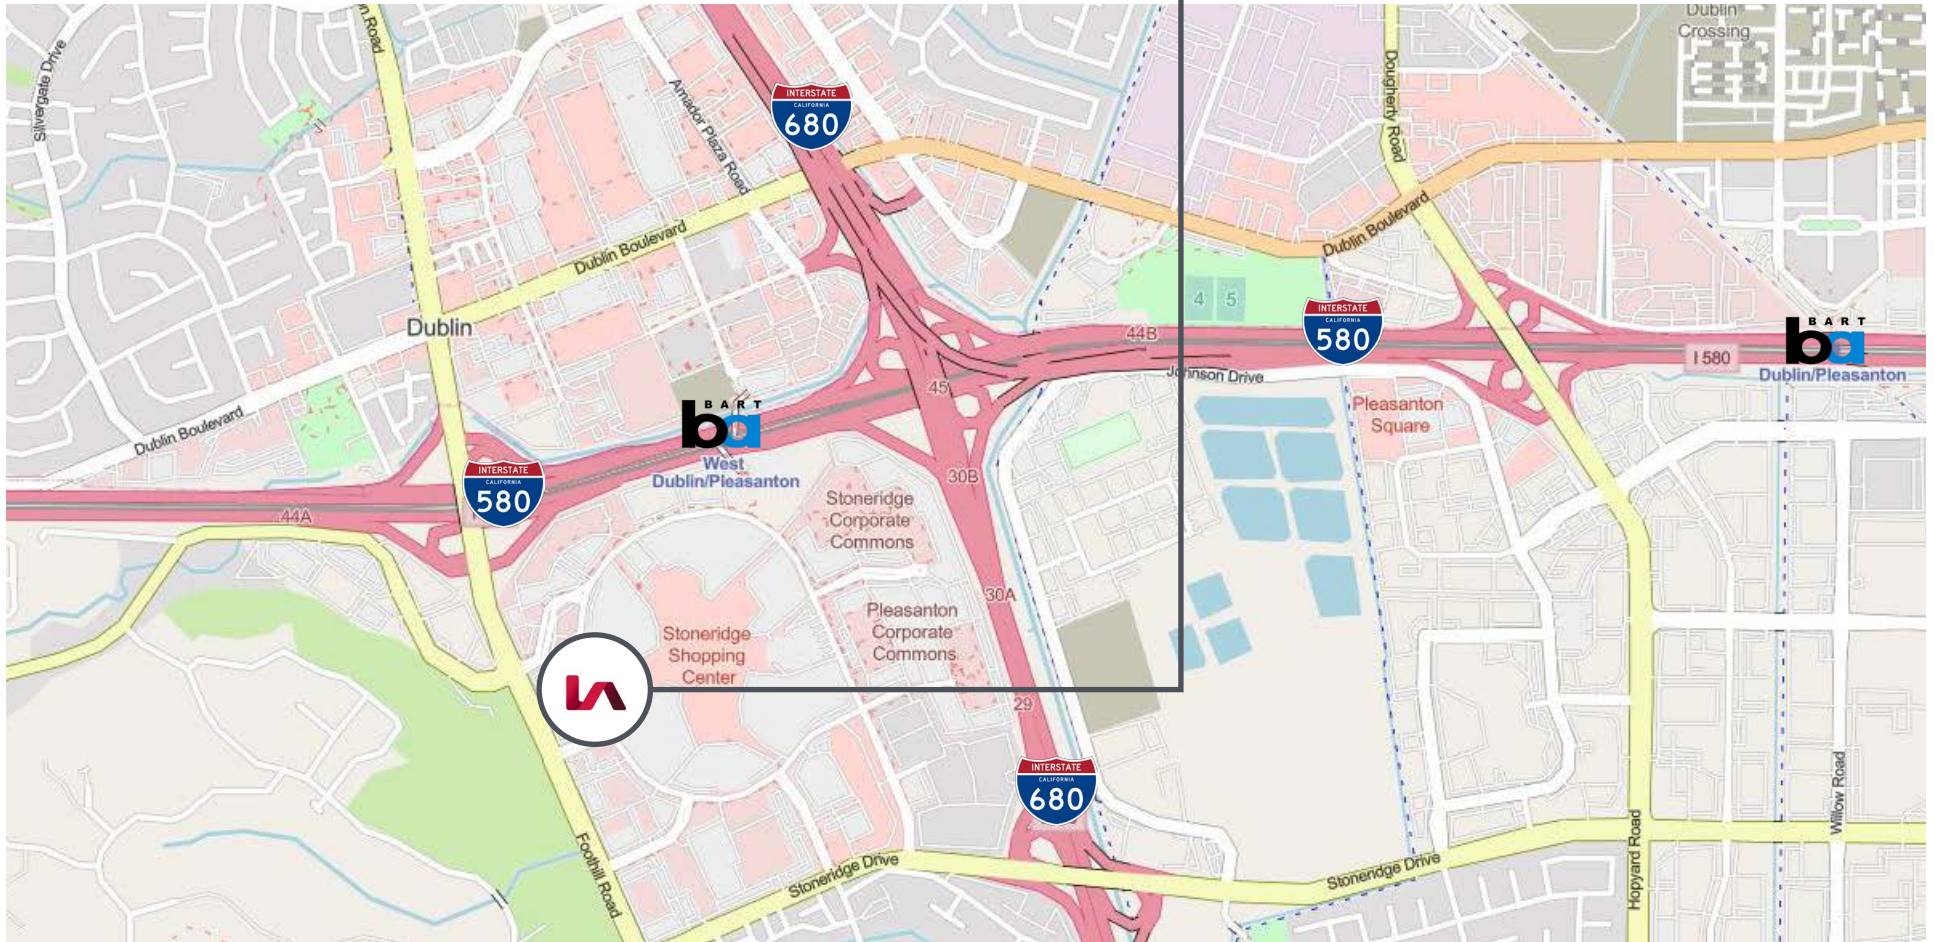 Dublin
Crossing
Silvergate Drive
n Road
Amador Plaza Road
INTERSTATE
CALIFORNIA
680
Dougherty Road
Dublin Boulevard
Dublin Boulevard
4
5
INTERSTATE
CALIFORNIA
580
44B
Johnson Drive
I 580
BART
ba
Dublin/Pleasanton
Dublin
45
BART
ba
West
Dublin/Pleasanton
Pleasanton
Square
Dublin Boulevard
INTERSTATE
CALIFORNIA
580
44A
30B
Stoneridge
Corporate
Commons
30A
Pleasanton
Corporate
Commons
Stoneridge
Shopping
Center
29
INTERSTATE
CALIFORNIA
680
Foothill Road
Stoneridge Drive
Stoneridge Drive
Hopyard Road
Willow Road